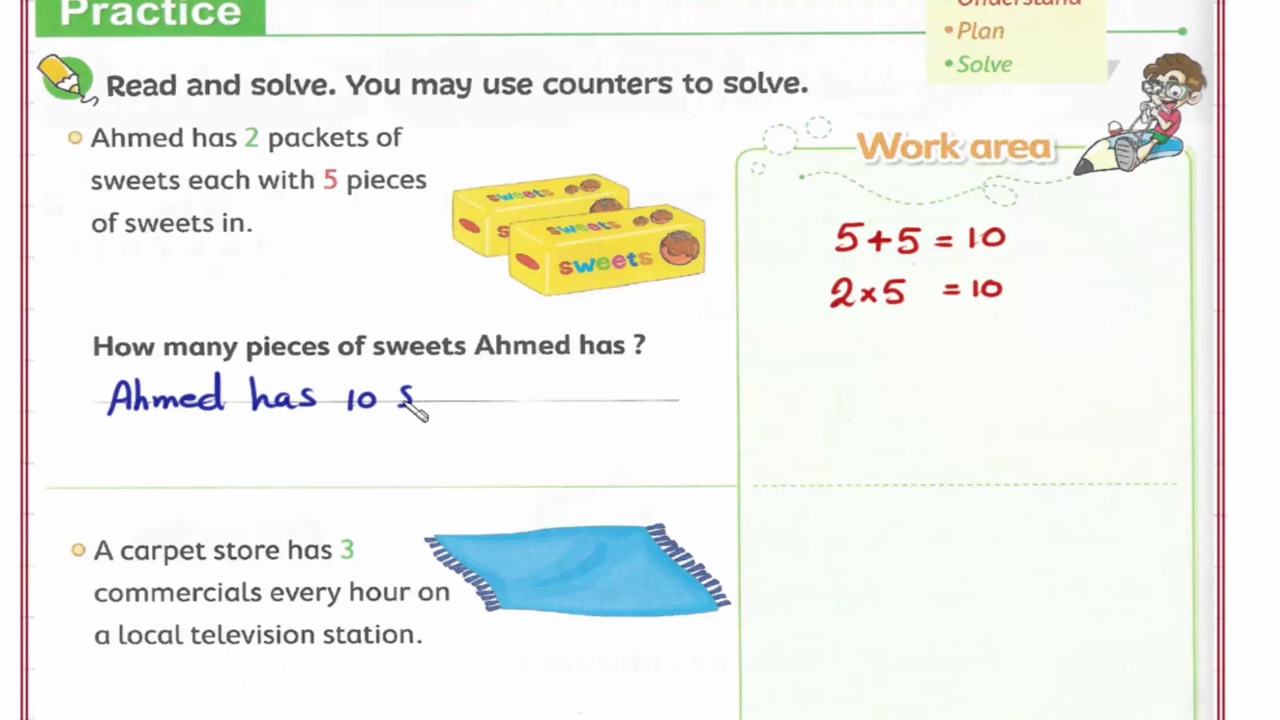 Practice
Understand
• Plan
• Solve
Read and solve. You may use counters to solve.
Ahmed has 2 packets of
sweets each with 5 pieces
of sweets in.
sweets
sweets
sweets
Work area
5+5 = 10
2×5 = 10
How many pieces of sweets Ahmed has ?
Ahmed has 10 s
A carpet store has 3
commercials every hour on
a local television station.